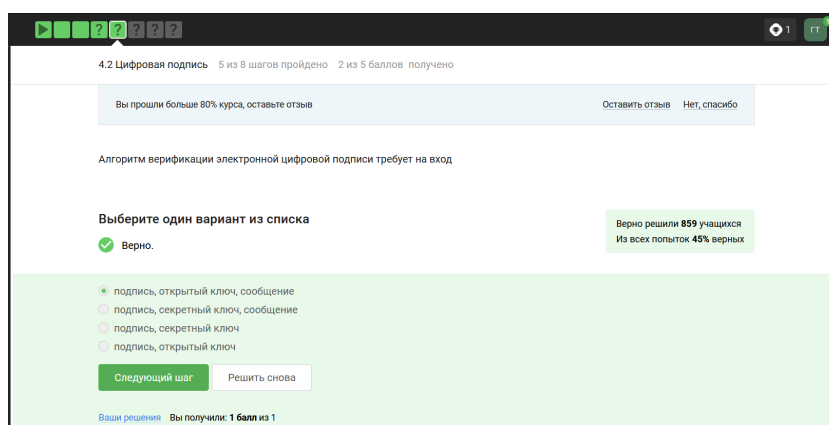 ? ? ? ? ?
1
ГТ
4.2 Цифровая подпись 5 из 8 шагов пройдено 2 из 5 баллов получено
Вы прошли больше 80% курса, оставьте отзыв Оставить отзыв Нет, спасибо
Алгоритм верификации электронной цифровой подписи требует на вход
Выберите один вариант из списка
Верно решили 859 учащихся
Из всех попыток 45% верных
Верно.
подпись, открытый ключ, сообщение
подпись, секретный ключ, сообщение
подпись, секретный ключ
подпись, открытый ключ
Следующий шаг Решить снова
Ваши решения Вы получили: 1 балл из 1